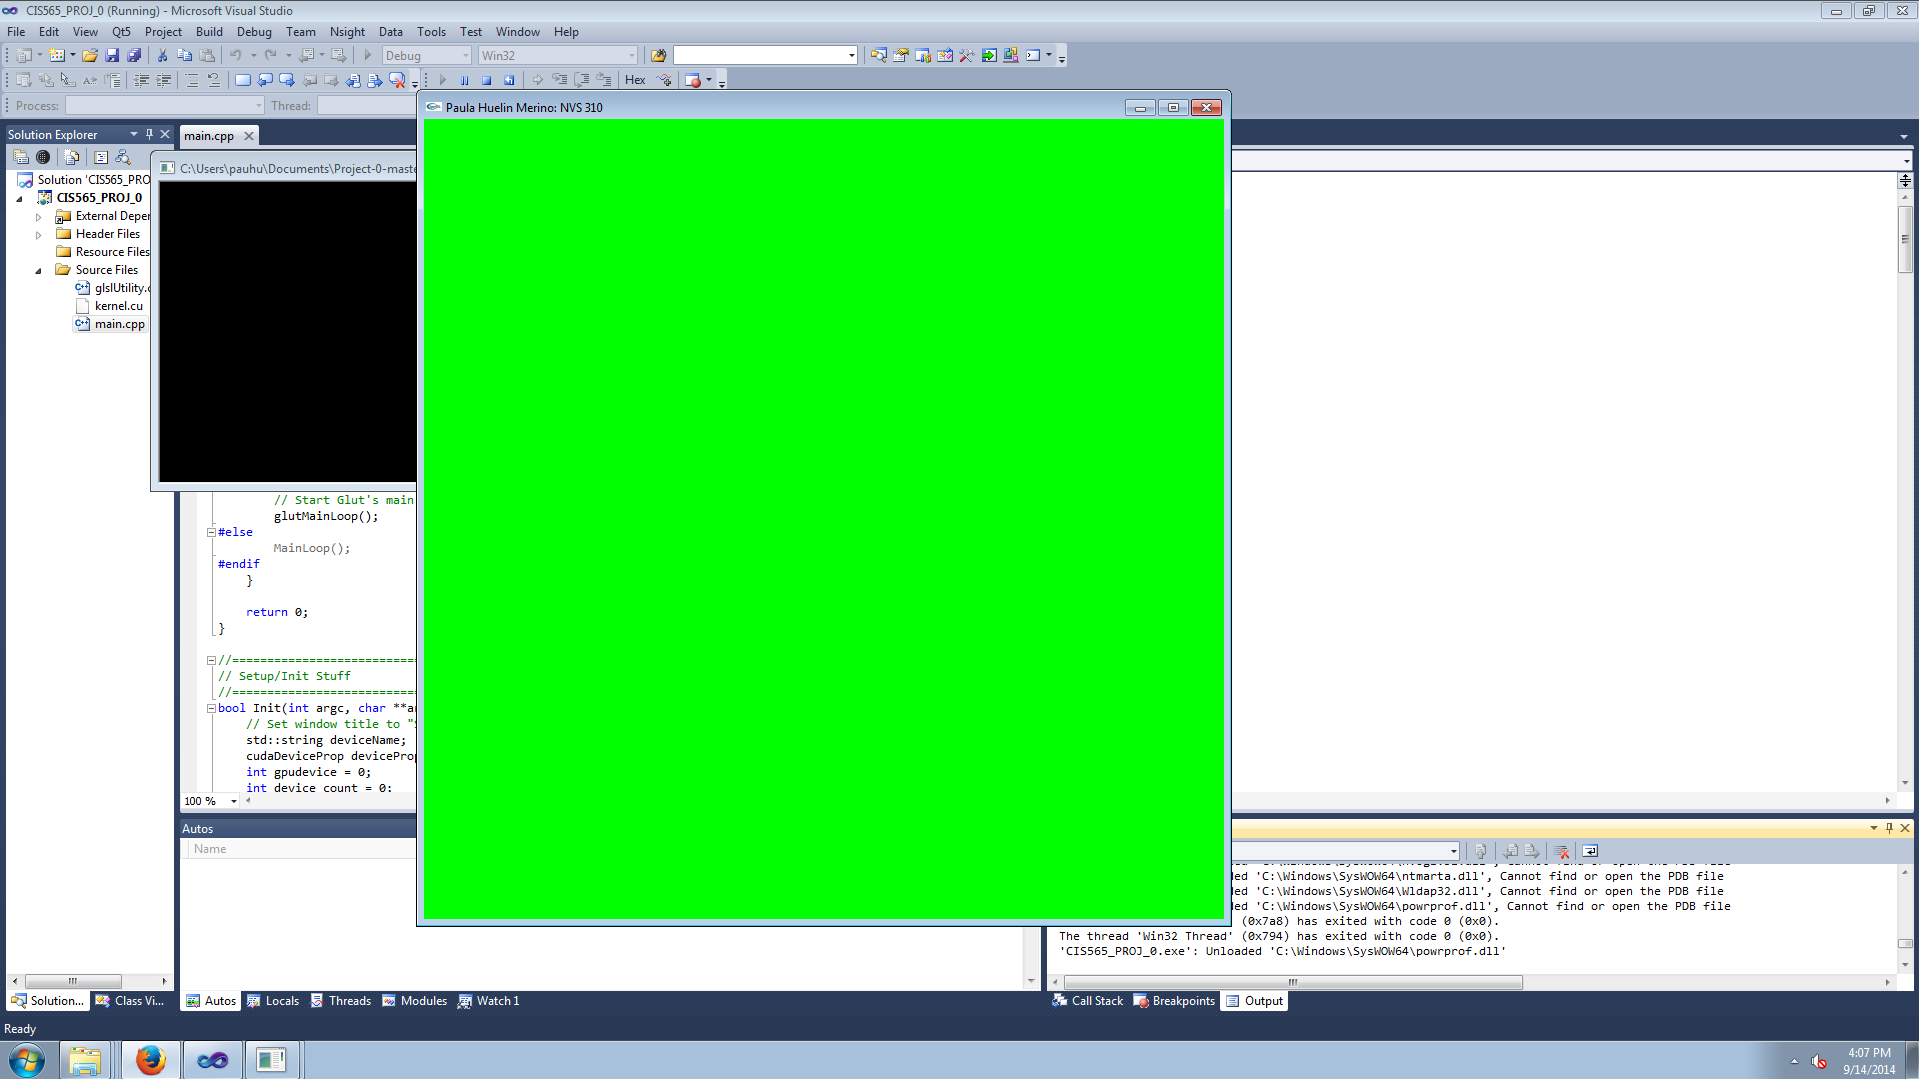 CIS565_PROJ_0 (Running) - Microsoft Visual Studio
File Edit View Qt5 Project Build Debug Team Nsight Data Tools Test Window Help
Debug Win32
Hex
Process: Thread:
Paula Huelin Merino: NVS 310
Solution Explorer
main.cpp
C:\Users\pauhu\Documents\Project-0-maste
Solution 'CIS565_PRO
CIS565_PROJ_0
External Deper
Header Files
Resource Files
Source Files
glslUtility.c
kernel.cu
main.cpp
// Start Glut's main
glutMainLoop();
#else
MainLoop();
#endif
}
return 0;
}
//==========================
// Setup/Init Stuff
//==========================
bool Init(int argc, char **ar
// Set window title to "
std::string deviceName;
cudaDeviceProp deviceProp
int gpudevice = 0;
int device count = 0;
100 %
Autos
Name
ed 'C:\Windows\SysWOW64\ntmarta.dll', Cannot find or open the PDB file
ed 'C:\Windows\SysWOW64\Wldap32.dll', Cannot find or open the PDB file
ed 'C:\Windows\SysWOW64\powrprof.dll', Cannot find or open the PDB file
(0x7a8) has exited with code 0 (0x0).
The thread 'Win32 Thread' (0x794) has exited with code 0 (0x0).
'CIS565_PROJ_0.exe': Unloaded 'C:\Windows\SysWOW64\powrprof.dll'
Solution... Class Vi... Autos Locals Threads Modules Watch 1 Call Stack Breakpoints Output
Ready
4:07 PM
9/14/2014